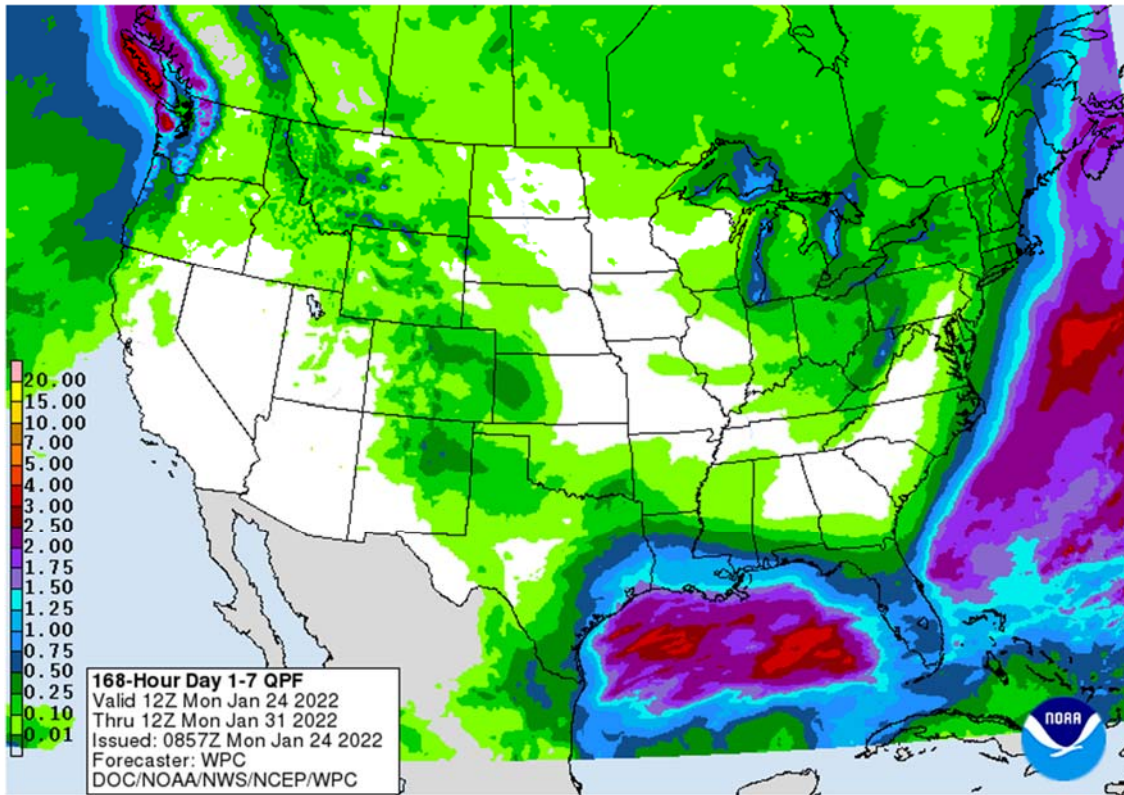 20.00
15.00
10.00
7.00
5.00
4.00
3.00
2.50
2.00
1.75
1.50
1.25
1.00
0.75
0.50
0.25
0.10
0.01
168-Hour Day 1-7 QPF
Valid 12Z Mon Jan 24 2022
Thru 12Z Mon Jan 31 2022
Issued: 0857Z Mon Jan 24 2022
Forecaster: WPC
DOC/NOAA/NWS/NCEP/WPC
NOAA